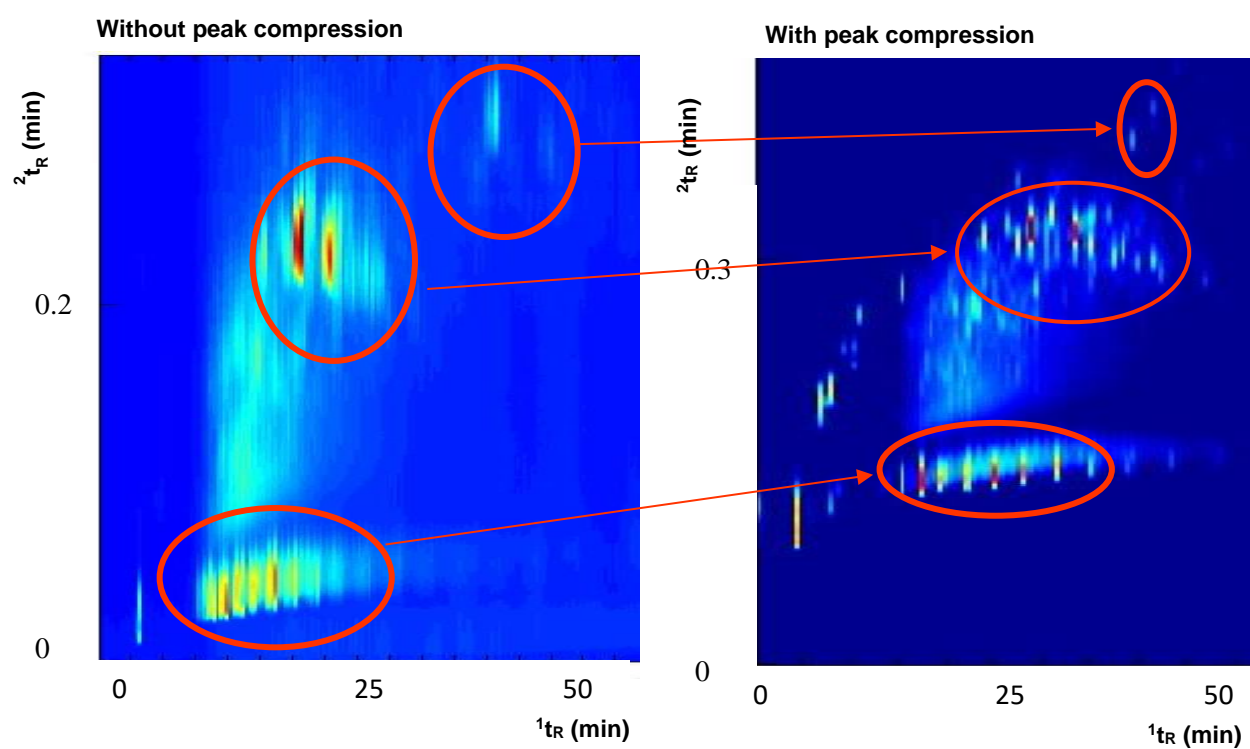 Without peak compression
²tR (min)
0.2
0
0 25 50
¹tR (min)
With peak compression
²tR (min)
0.3
0
0 25 50
¹tR (min)